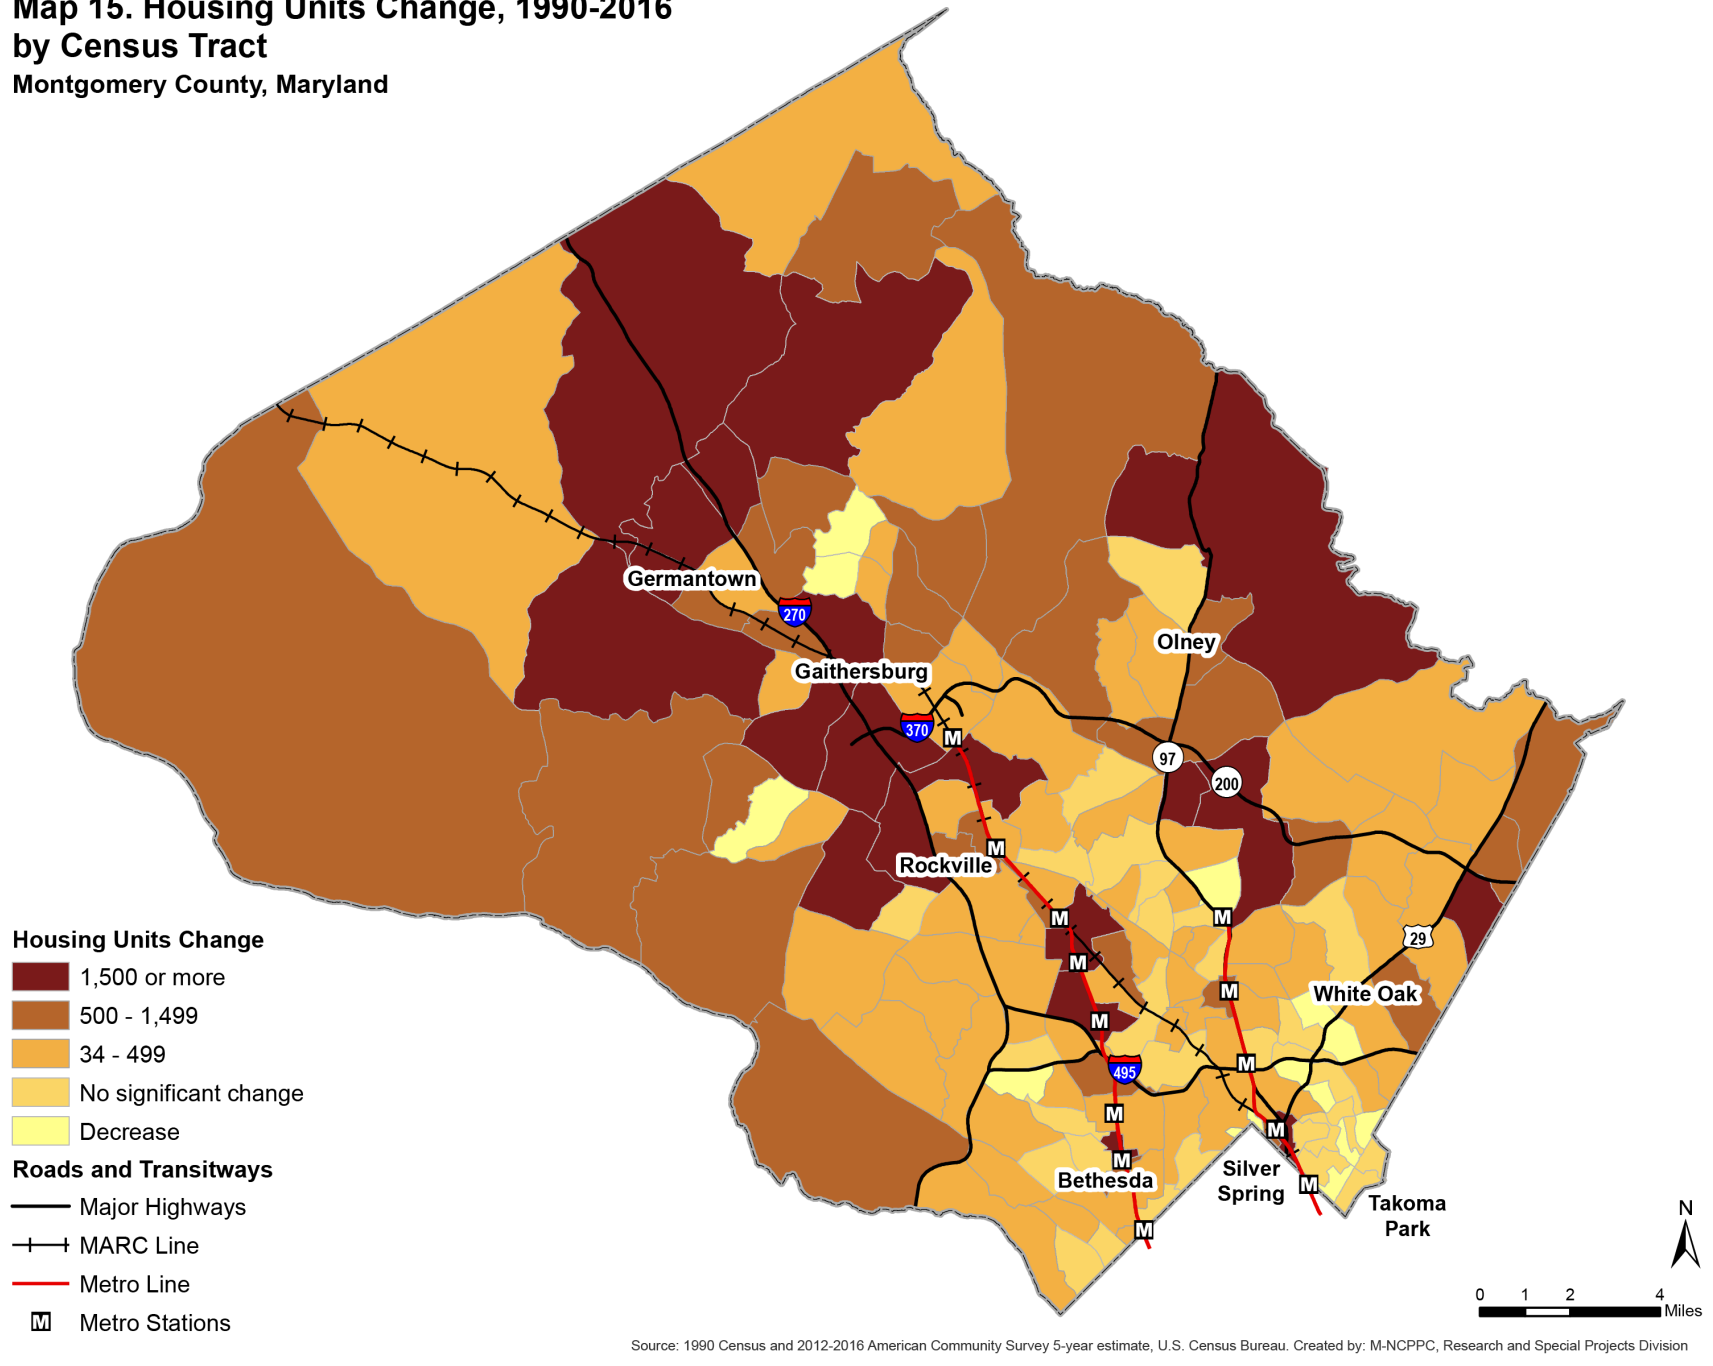 Map 15. Housing Units Change, 1990-2016
by Census Tract
Montgomery County, Maryland
Germantown
270
Gaithersburg
Olney
370
M
97
200
M
Rockville
M
M
29
M
M
White Oak
M
M
495
M
M
M
Bethesda
Silver
Spring
M
Takoma
Park
M
Housing Units Change
1,500 or more
500 - 1,499
34 - 499
No significant change
Decrease
Roads and Transitways
Major Highways
MARC Line
Metro Line
M Metro Stations
N
0 1 2 4
Miles
Source: 1990 Census and 2012-2016 American Community Survey 5-year estimate, U.S. Census Bureau. Created by: M-NCPPC, Research and Special Projects Division